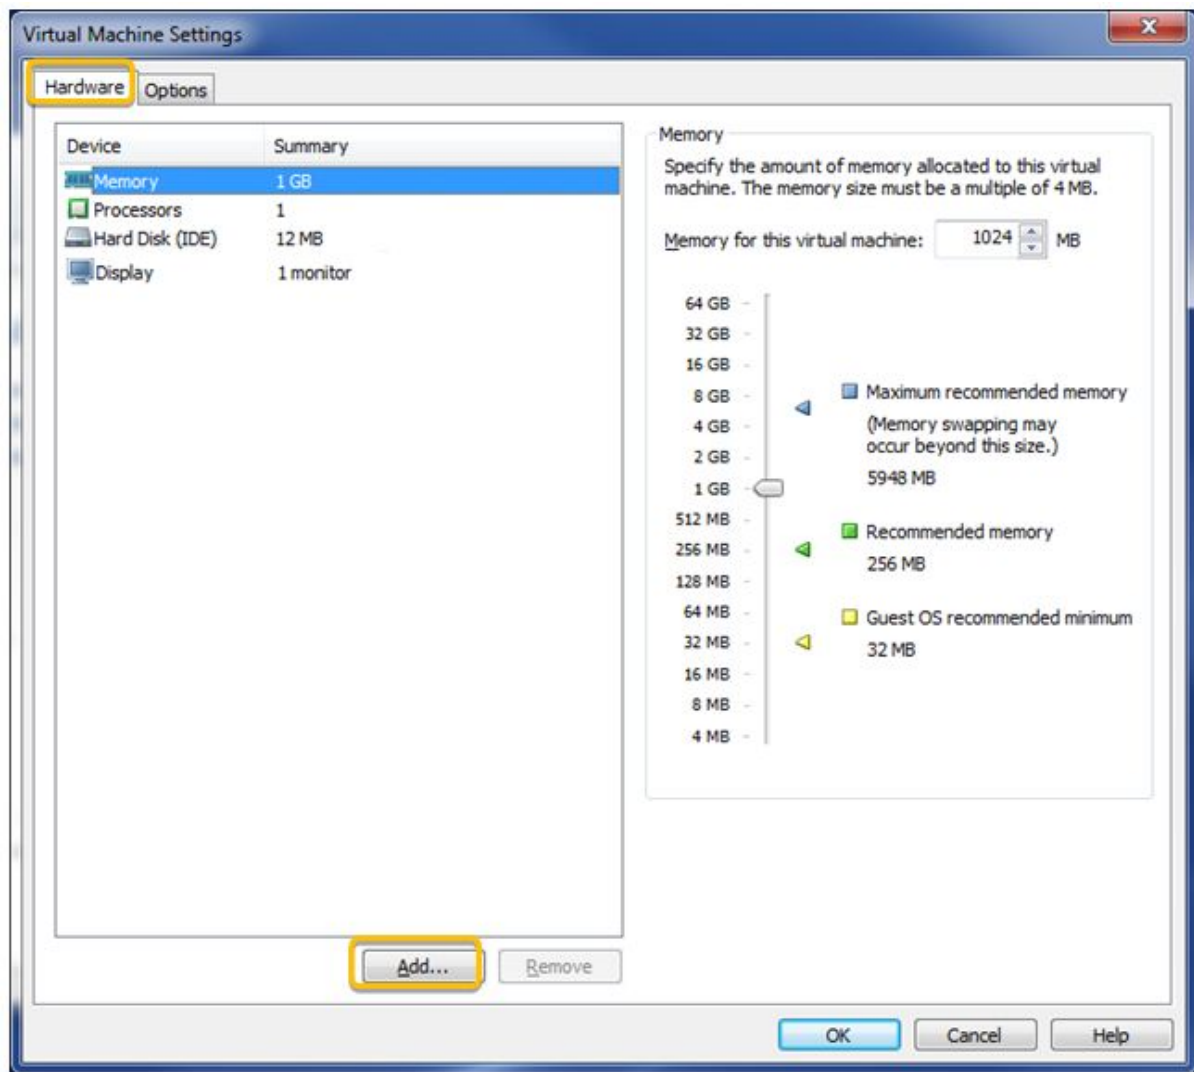 Virtual Machine Settings
Hardware
Options
Device Summary
Memory 1 GB
Processors 1
Hard Disk (IDE) 12 MB
Display 1 monitor
Add...
Remove
Memory
Specify the amount of memory allocated to this virtual
machine. The memory size must be a multiple of 4 MB.
Memory for this virtual machine: 1024 MB
64 GB
32 GB
16 GB
8 GB
4 GB
2 GB
1 GB
512 MB
256 MB
128 MB
64 MB
32 MB
16 MB
8 MB
4 MB
Maximum recommended memory
(Memory swapping may
occur beyond this size.)
5948 MB
Recommended memory
256 MB
Guest OS recommended minimum
32 MB
OK
Cancel
Help